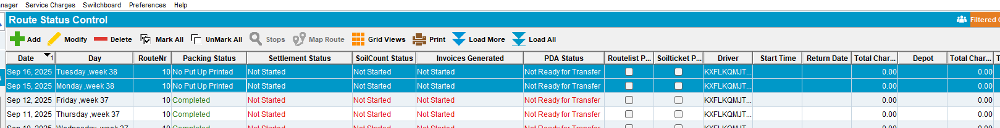 anager Service Charges Switchboard Preferences Help
Route Status Control Filtered
Add Modify Delete Mark All UnMark All Stops Map Route Grid Views Print Load More Load All
Date 1 Day RouteNr Packing Status Settlement Status SoilCount Status Invoices Generated PDA Status Routelist P... Soilticket P... Driver Start Time Return Date Total Char... Depot Total Char... T
Sep 16, 2025 Tuesday ,week 38 10 No Put Up Printed Not Started Not Started Not Started Not Ready for Transfer KXFLKQMJT... 0.00 0.00
Sep 15, 2025 Monday ,week 38 10 No Put Up Printed Not Started Not Started Not Started Not Ready for Transfer KXFLKQMJT... 0.00 0.00
Sep 12, 2025 Friday ,week 37 10 Completed Not Started Not Started Not Started Not Ready for Transfer KXFLKQMJT... 0.00 0.00
Sep 11, 2025 Thursday ,week 37 10 Completed Not Started Not Started Not Started Not Ready for Transfer KXFLKQMJT... 0.00 0.00
Sep 10, 2025 Wednesday ,week 37 10 Completed Not Started Not Started Not Started Not Ready for Transfer KXFLKQMJT... 0.00 0.00